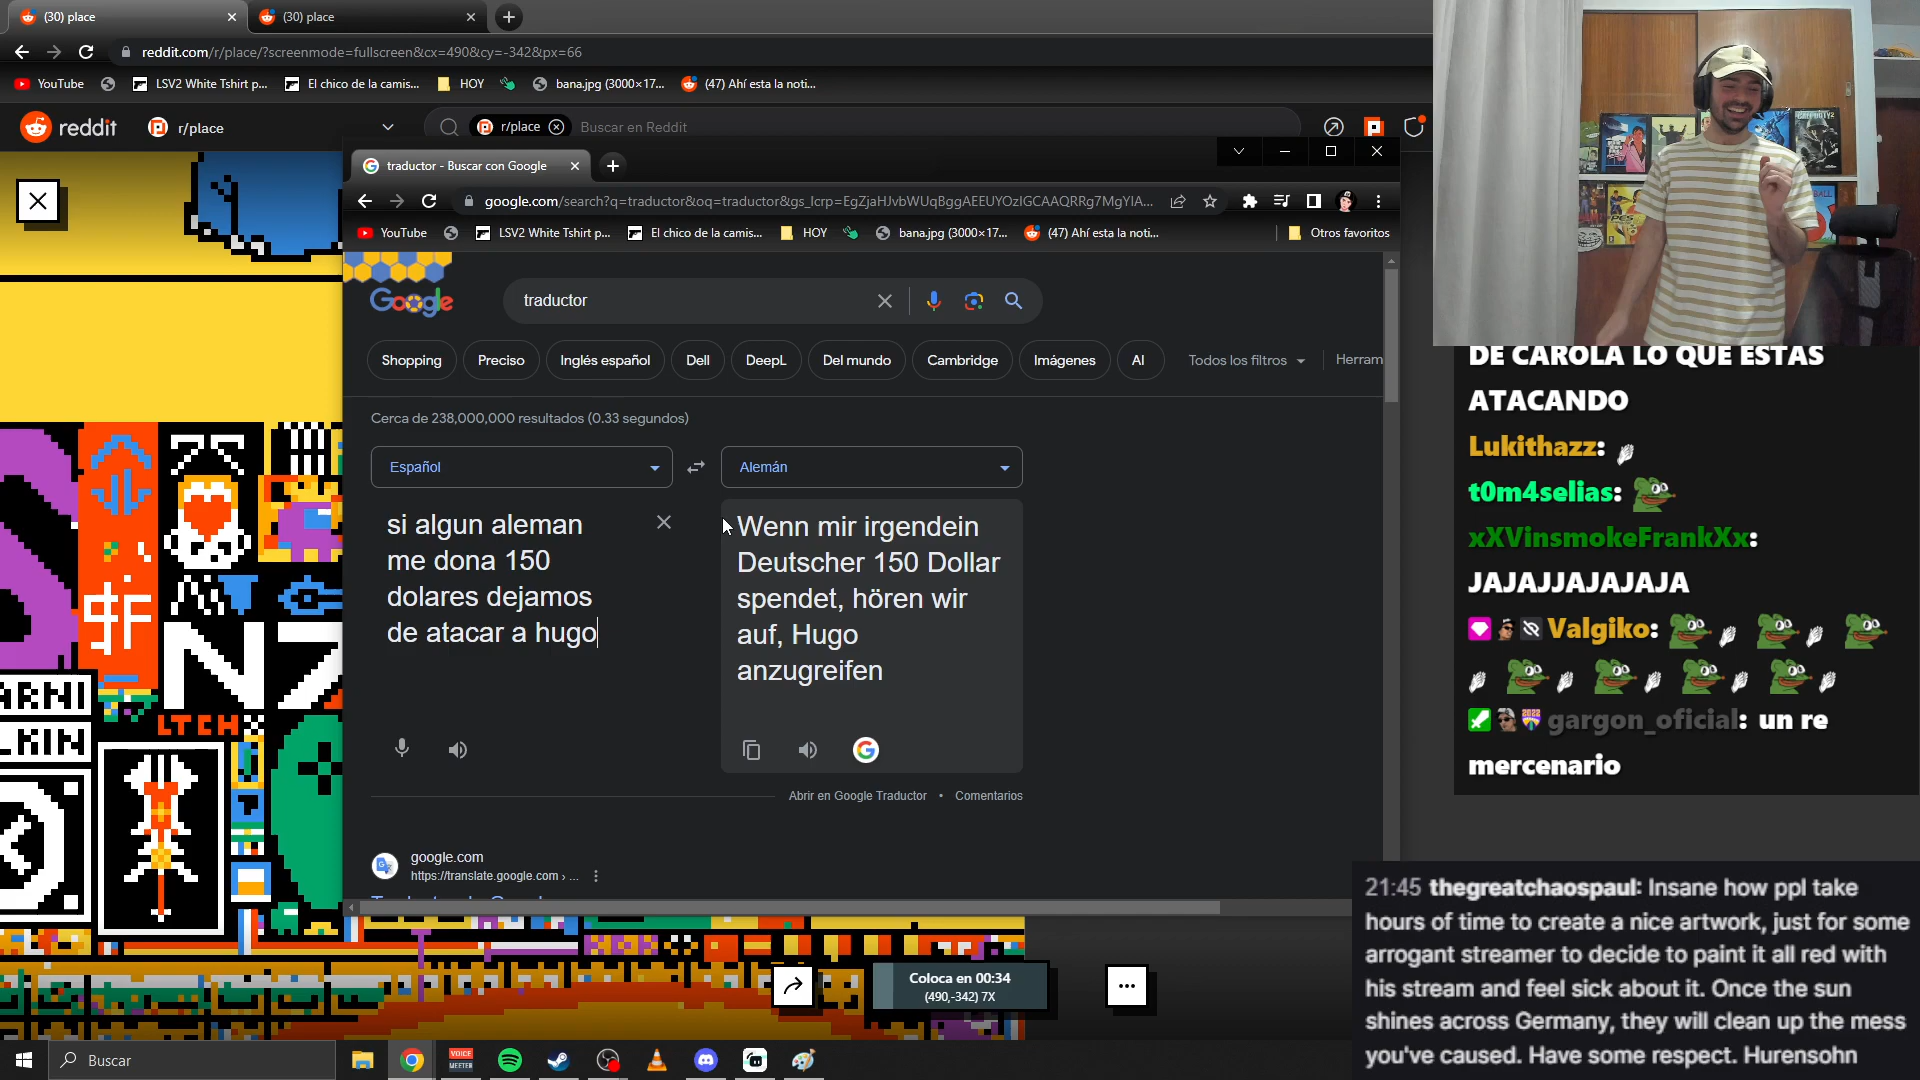 (30) place
(30) place
reddit.com/r/place/?screenmode=fullscreen&cx=490&cy=-342&px=66
YouTube
LSV2 White Tshirt p...
El chico de la camis...
HOY
bana.jpg (3000×17...
(47) Ahí esta la noti...
reddit
r/place
r/place
Buscar en Reddit
traductor - Buscar con Google
google.com/search?q=traductor&oq=traductor&gs_lcrp=EgZjaHJvbWUqBggAEEUYOzIGCAAQRRg7MgYIA...
YouTube
LSV2 White Tshirt p...
El chico de la camis...
HOY
bana.jpg (3000×17...
(47) Ahí esta la noti...
Otros favoritos
Google
traductor
Shopping
Preciso
Inglés español
Dell
DeepL
Del mundo
Cambridge
Imágenes
AI
Todos los filtros
Herram
Cerca de 238,000,000 resultados (0.33 segundos)
Español
Alemán
si algun aleman
me dona 150
dolares dejamos
de atacar a hugo
Wenn mir irgendein
Deutscher 150 Dollar
spendet, hören wir
auf, Hugo
anzugreifen
Abrir en Google Traductor • Comentarios
google.com
https://translate.google.com › ...
DE CAROLA LO QUE ESTAS
ATACANDO
Lukithazz:
t0m4selias:
xXVinsmokeFrankXx:
JAJAJJAJAJAJA
Valgiko:
gargon_oficial: un re
mercenario
21:45 thegreatchaospaul: Insane how ppl take
hours of time to create a nice artwork, just for some
arrogant streamer to decide to paint it all red with
his stream and feel sick about it. Once the sun
shines across Germany, they will clean up the mess
you've caused. Have some respect. Hurensohn
Coloca en 00:34
(490,-342) 7X
Buscar
VOICE
MEETER